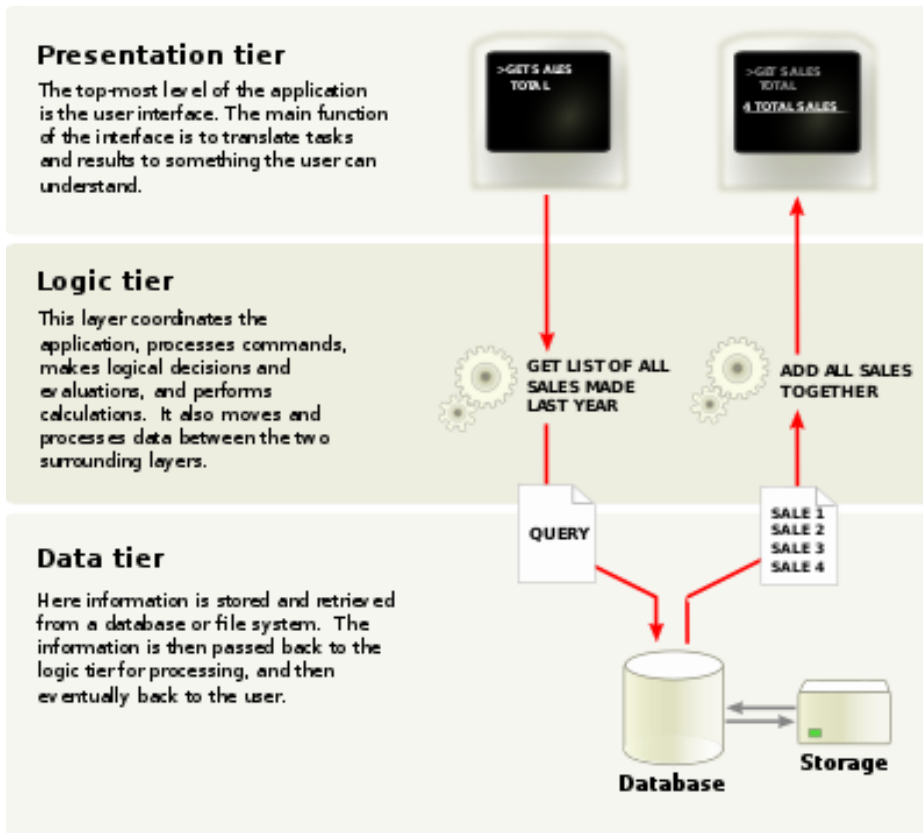 Presentation tier
The top-most level of the application
is the user interface. The main function
of the interface is to translate tasks
and results to something the user can
understand.
>GET SALES
TOTAL
>GET SALES
TOTAL
4 TOTAL SALES
Logic tier
This layer coordinates the
application, processes commands,
makes logical decisions and
evaluations, and performs
calculations. It also moves and
processes data between the two
surrounding layers.
GET LIST OF ALL
SALES MADE
LAST YEAR
ADD ALL SALES
TOGETHER
QUERY
SALE 1
SALE 2
SALE 3
SALE 4
Data tier
Here information is stored and retrieved
from a database or file system. The
information is then passed back to the
logic tier for processing, and then
eventually back to the user.
Database
Storage